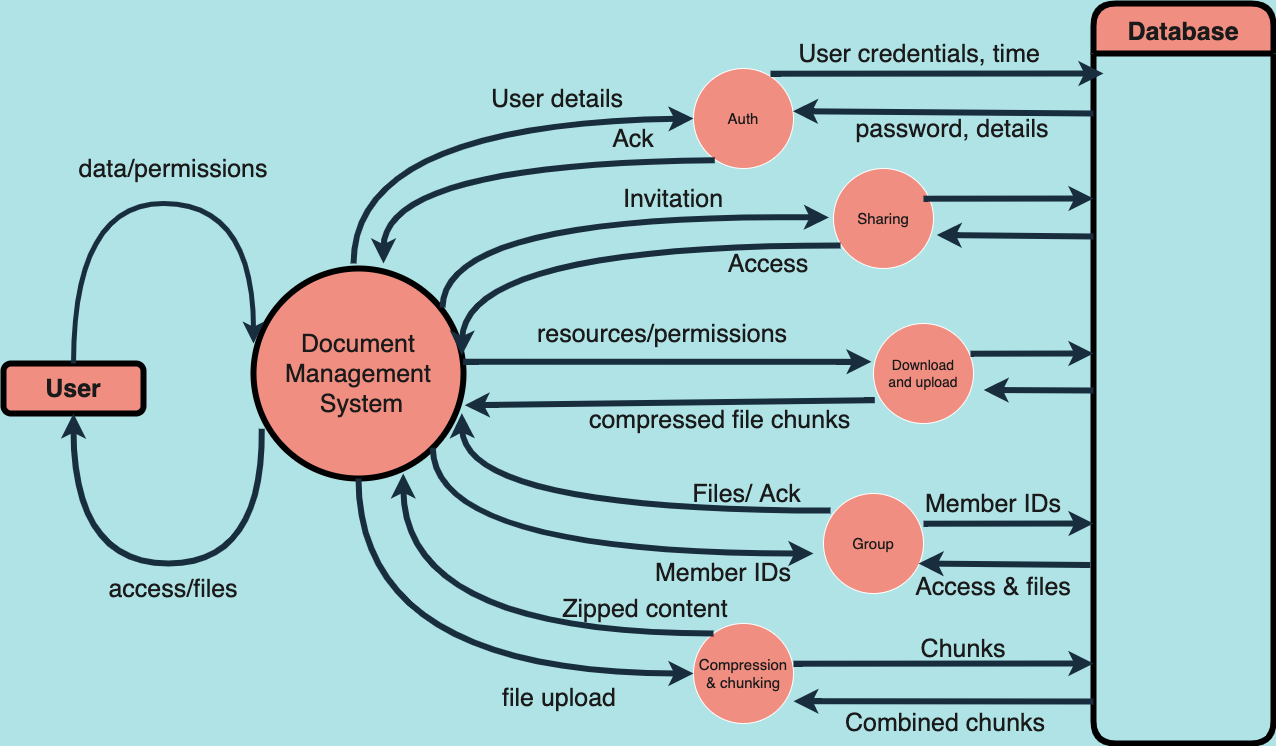 Database
User credentials, time
User details
Auth
Ack
password, details
data/permissions
Invitation
Sharing
Access
resources/permissions
Document
Management
System
Download
and upload
User
compressed file chunks
Files/ Ack
Member IDs
Group
Member IDs
Access & files
access/files
Zipped content
Chunks
Compression
& chunking
file upload
Combined chunks